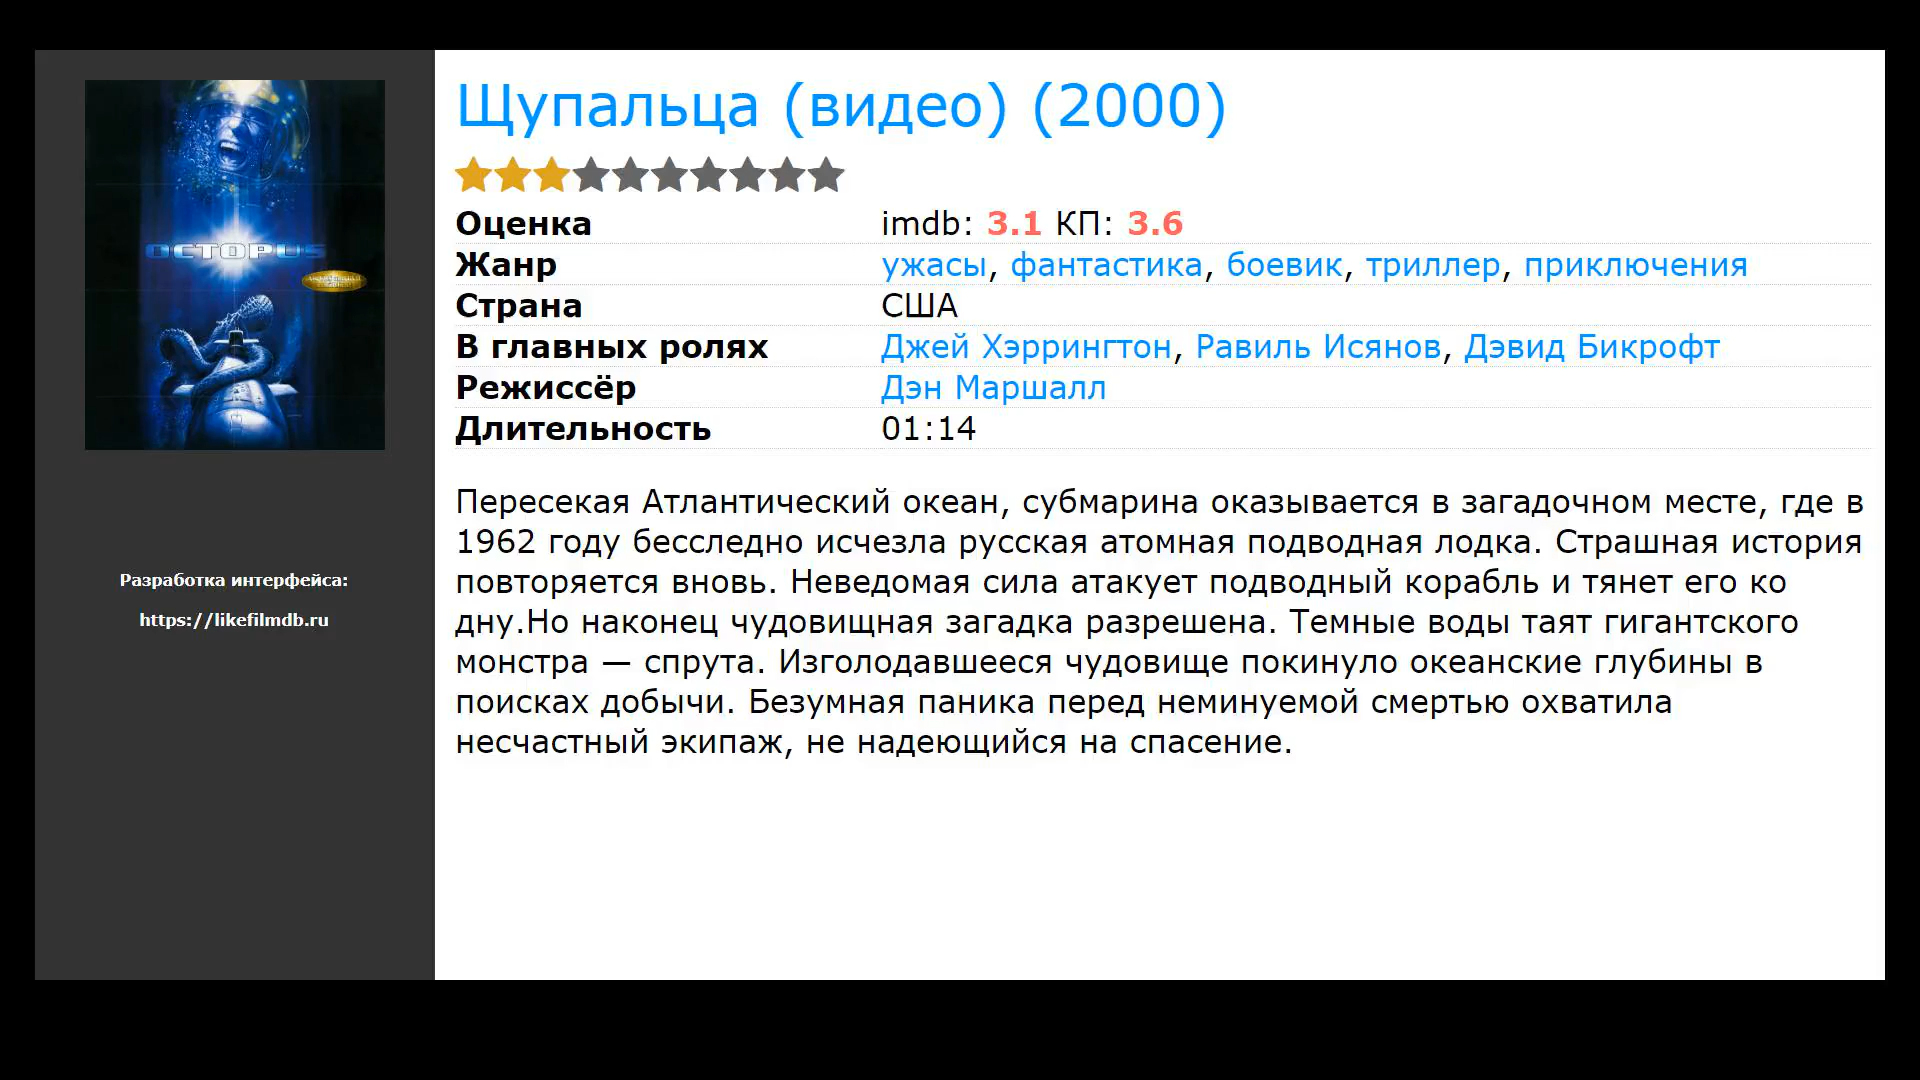 Щупальца (видео) (2000)
OCTOPUS
Оценка imdb: 3.1 КП: 3.6
Жанр ужасы, фантастика, боевик, триллер, приключения
Страна США
В главных ролях Джей Хэррингтон, Равиль Исянов, Дэвид Бикрофт
Режиссёр Дэн Маршалл
Длительность 01:14
Пересекая Атлантический океан, субмарина оказывается в загадочном месте, где в
1962 году бесследно исчезла русская атомная подводная лодка. Страшная история
повторяется вновь. Неведомая сила атакует подводный корабль и тянет его ко
дну.Но наконец чудовищная загадка разрешена. Темные воды таят гигантского
монстра — спрута. Изголодавшееся чудовище покинуло океанские глубины в
поисках добычи. Безумная паника перед неминуемой смертью охватила
несчастный экипаж, не надеющийся на спасение.
Разработка интерфейса:
https://likefilmdb.ru